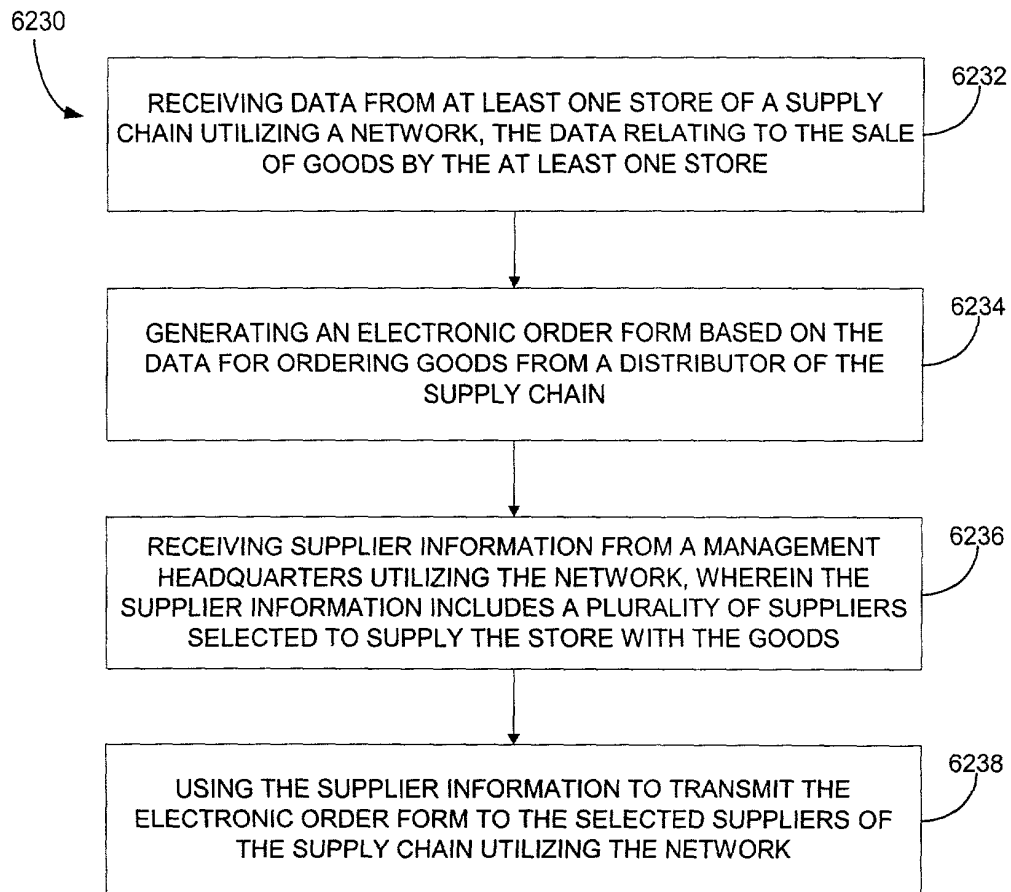 6230
RECEIVING DATA FROM AT LEAST ONE STORE OF A SUPPLY
CHAIN UTILIZING A NETWORK, THE DATA RELATING TO THE SALE
OF GOODS BY THE AT LEAST ONE STORE
6232
GENERATING AN ELECTRONIC ORDER FORM BASED ON THE
DATA FOR ORDERING GOODS FROM A DISTRIBUTOR OF THE
SUPPLY CHAIN
6234
RECEIVING SUPPLIER INFORMATION FROM A MANAGEMENT
HEADQUARTERS UTILIZING THE NETWORK, WHEREIN THE
SUPPLIER INFORMATION INCLUDES A PLURALITY OF SUPPLIERS
SELECTED TO SUPPLY THE STORE WITH THE GOODS
6236
USING THE SUPPLIER INFORMATION TO TRANSMIT THE
ELECTRONIC ORDER FORM TO THE SELECTED SUPPLIERS OF
THE SUPPLY CHAIN UTILIZING THE NETWORK
6238